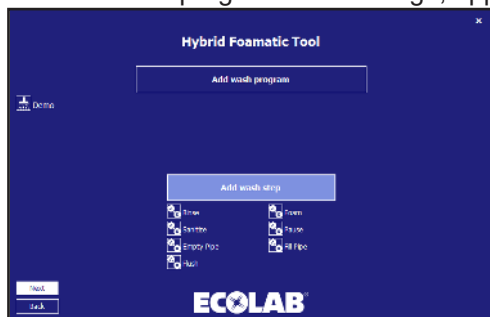 ×
Hybrid Foamatic Tool
Add wash program
Demo
Add wash step
Rinse
Foam
Sanitize
Pause
Empty Pipe
Fill Pipe
Flush
Next
Back
ECOLAB®